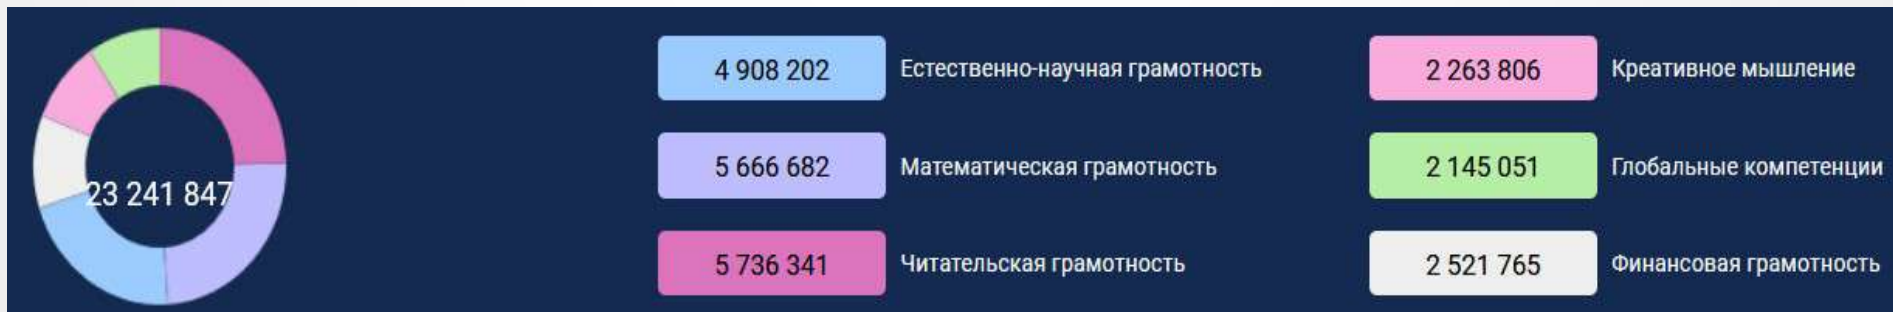 23 241 847
4 908 202 Естественно-научная грамотность
5 666 682 Математическая грамотность
5 736 341 Читательская грамотность
2 263 806 Креативное мышление
2 145 051 Глобальные компетенции
2 521 765 Финансовая грамотность